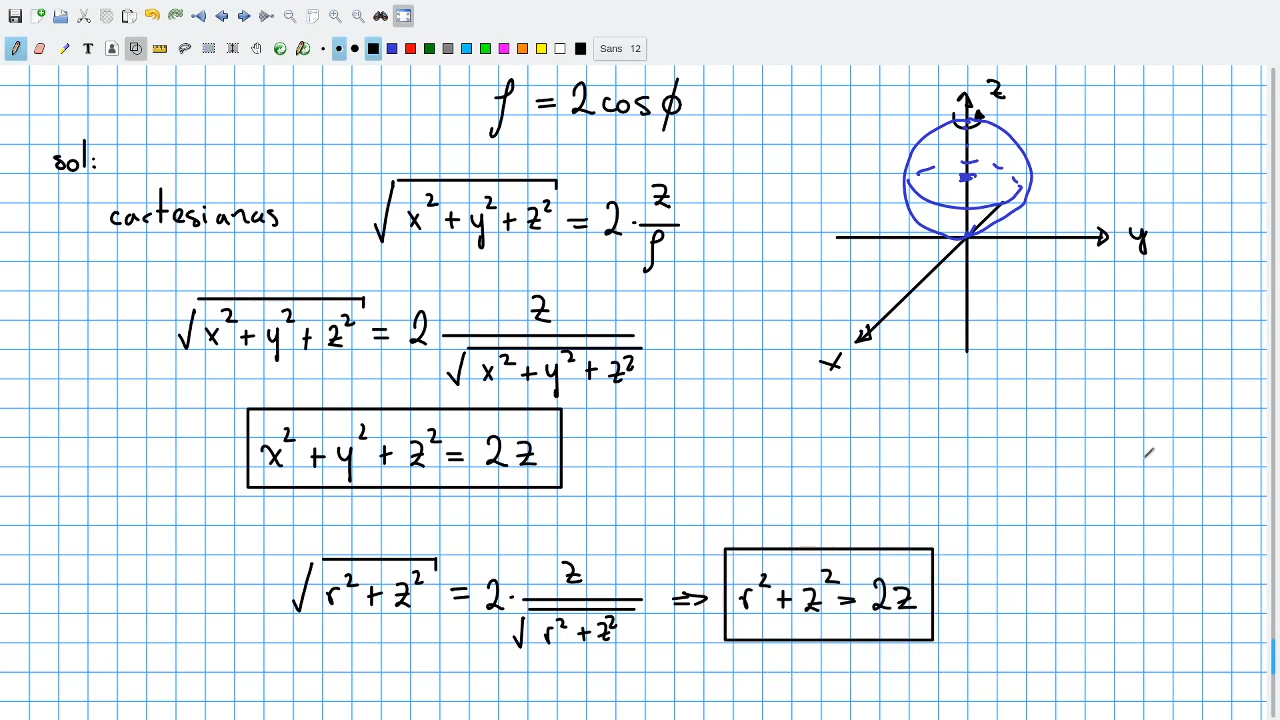 Sans 12
ρ = 2 cos ϕ
sol:
cartesianas √(x² + y² + z²) = 2 · z/ρ
√(x² + y² + z²) = 2 z/√(x² + y² + z²)
x² + y² + z² = 2z
√(r² + z²) = 2 · z/√(r² + z²) ⇒ r² + z² = 2z
z
y
x